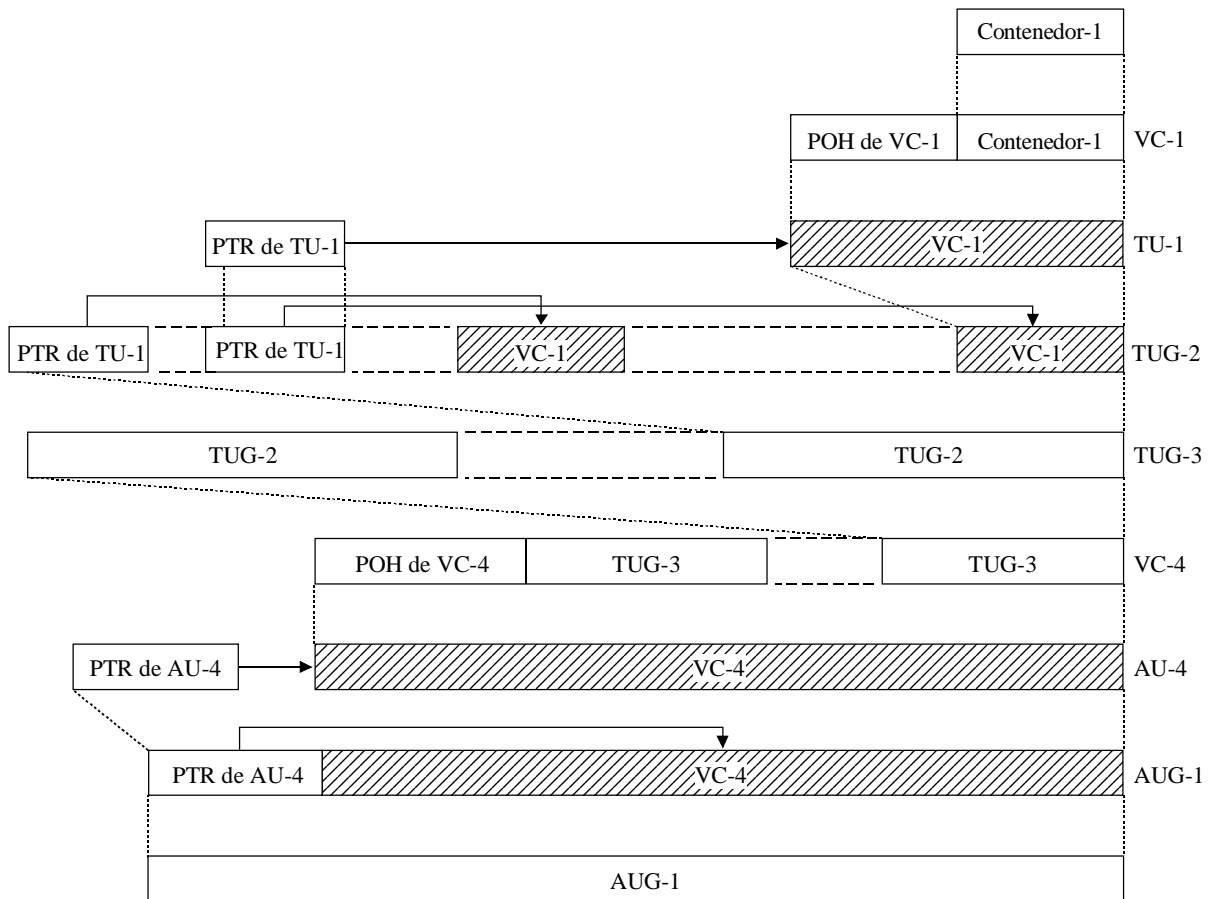 Contenedor-1
POH de VC-1 Contenedor-1 VC-1
PTR de TU-1 VC-1 TU-1
PTR de TU-1 PTR de TU-1 VC-1 VC-1 TUG-2
TUG-2 TUG-2 TUG-3
POH de VC-4 TUG-3 TUG-3 VC-4
PTR de AU-4 VC-4 AU-4
PTR de AU-4 VC-4 AUG-1
AUG-1